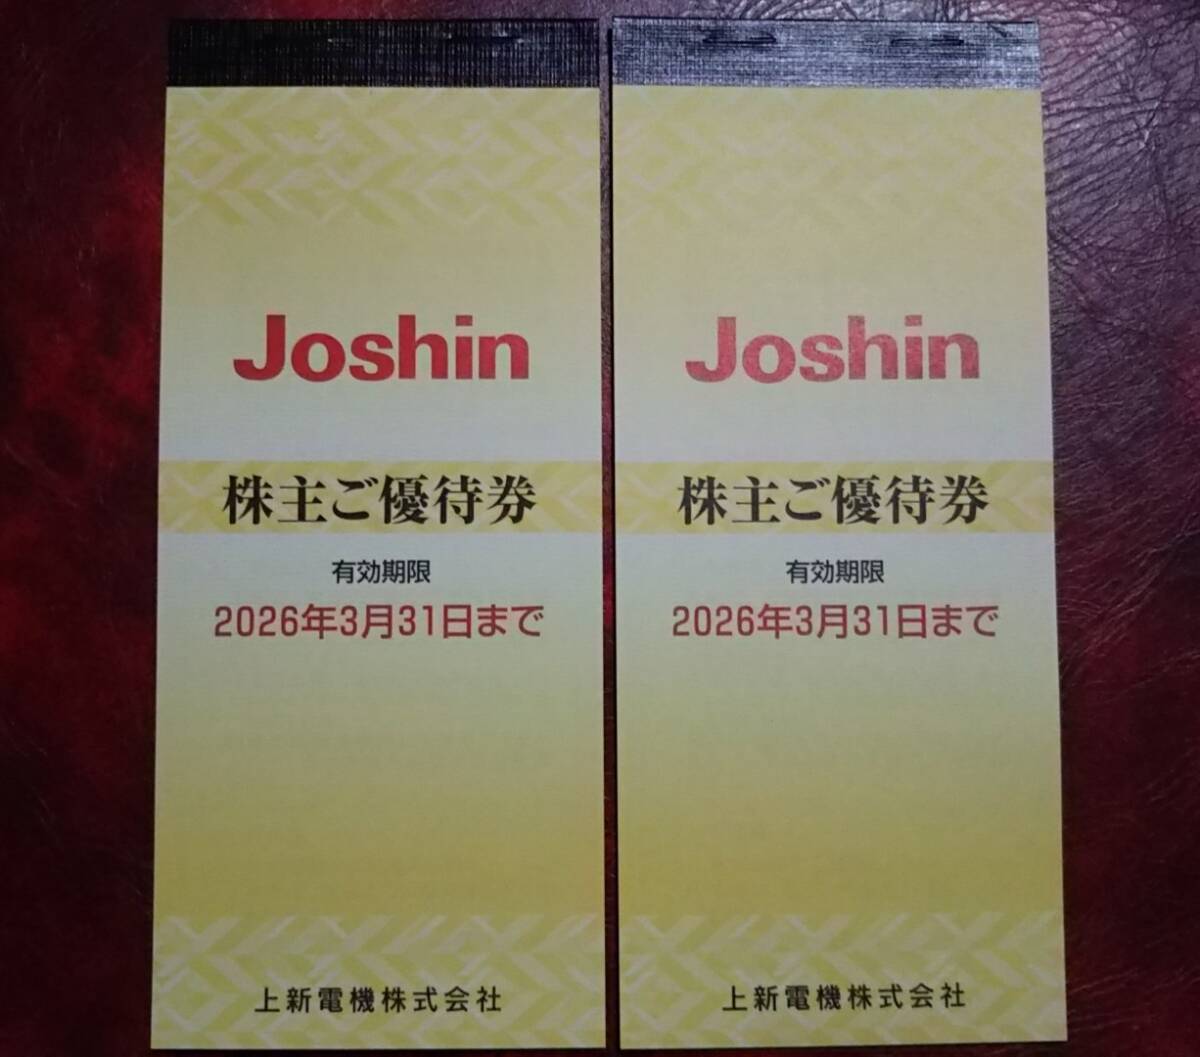 Joshin
株主ご優待券
有効期限
2026年3月31日まで
上新電機株式会社
Joshin
株主ご優待券
有効期限
2026年3月31日まで
上新電機株式会社